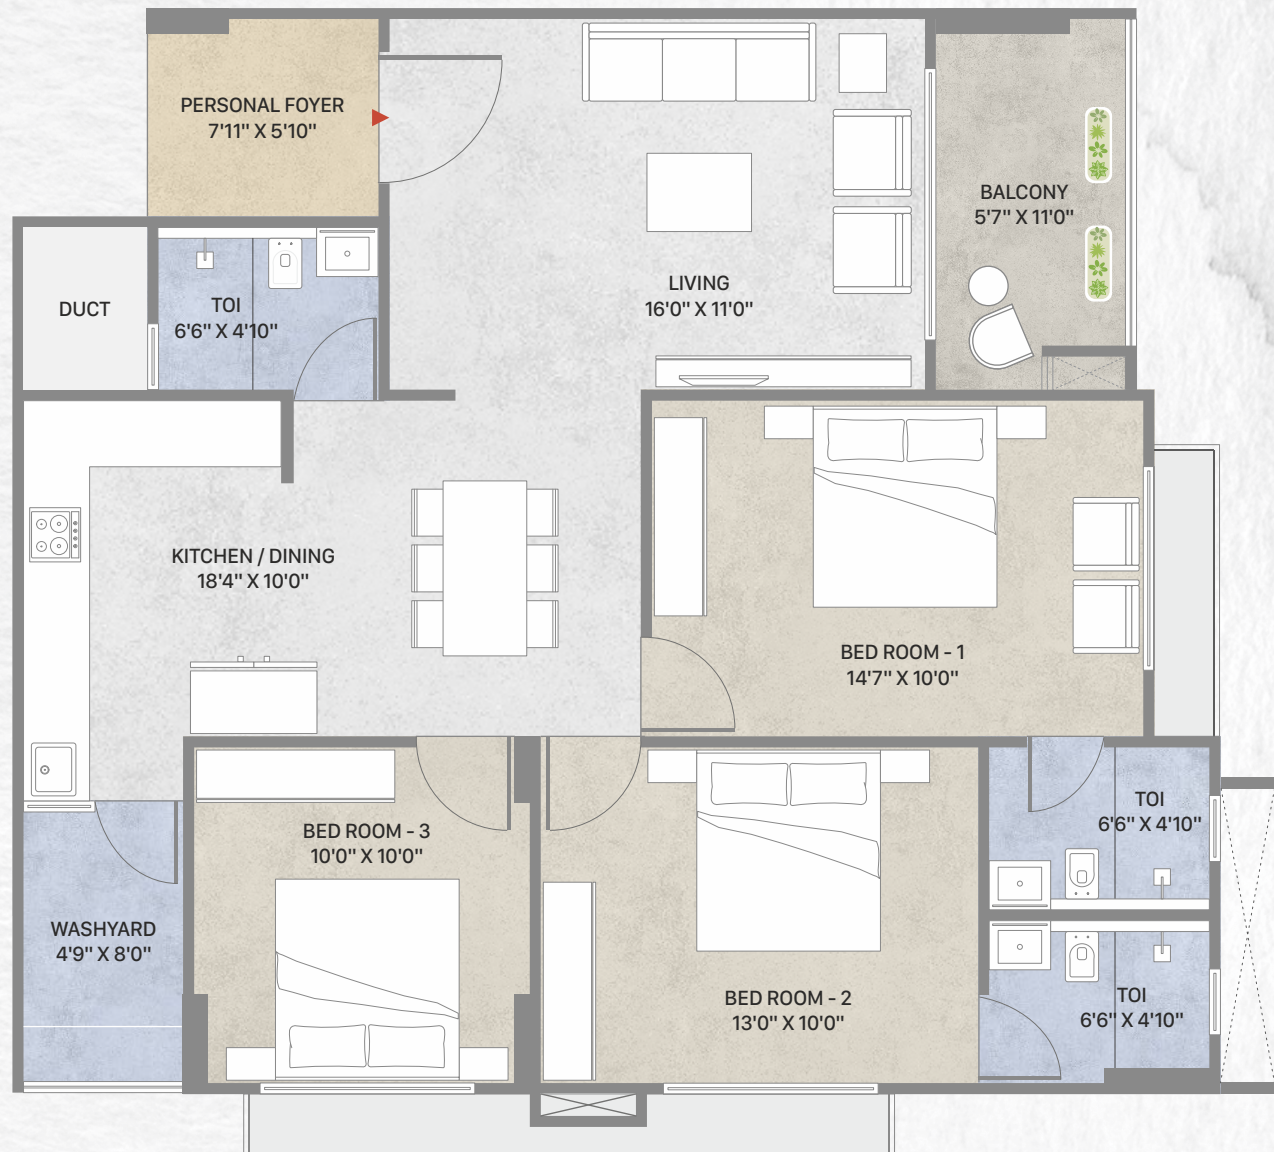 PERSONAL FOYER
7'11" X 5'10"
BALCONY
5'7" X 11'0"
LIVING
16'0" X 11'0"
DUCT
TOI
6'6" X 4'10"
KITCHEN / DINING
18'4" X 10'0"
BED ROOM - 1
14'7" X 10'0"
TOI
6'6" X 4'10"
BED ROOM - 3
10'0" X 10'0"
WASHYARD
4'9" X 8'0"
BED ROOM - 2
13'0" X 10'0"
TOI
6'6" X 4'10"